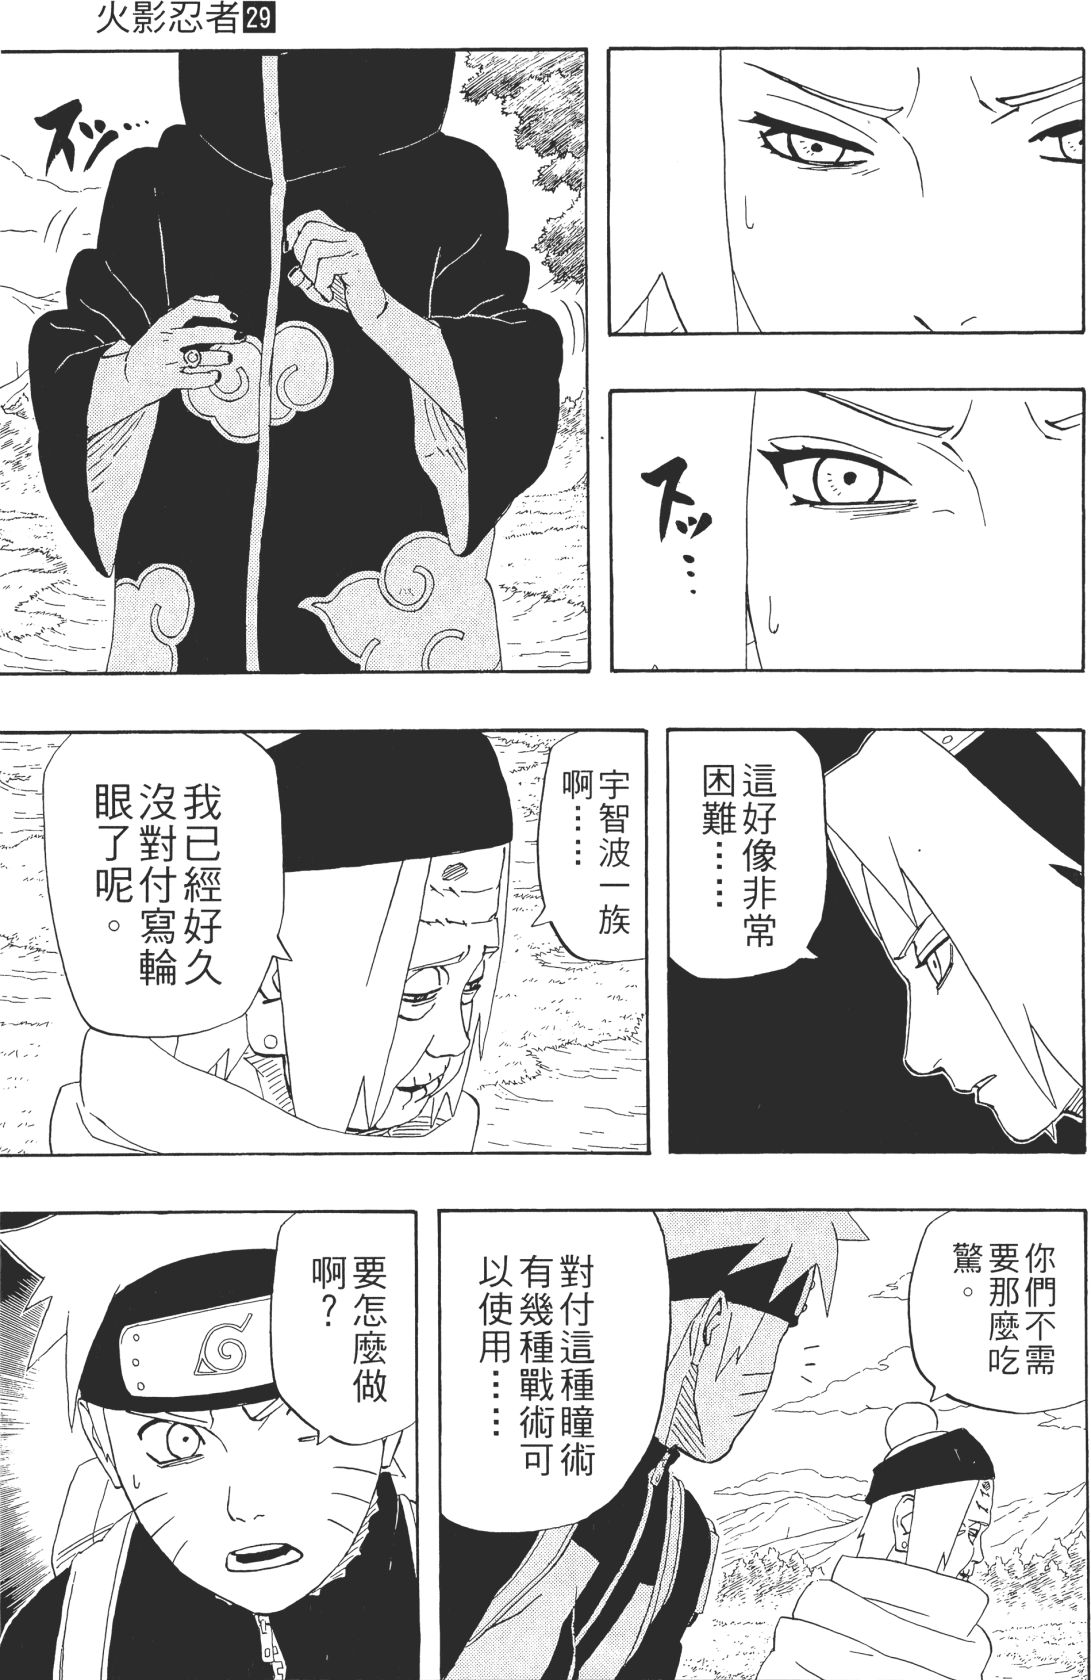 火影忍者29
スッ…
スッ…
這好像非常
困難……
宇智波一族
啊……
我已經好久
沒對付寫輪
眼了呢。
你們不需
要那麼吃
驚。
對付這種瞳術
有幾種戰術可
以使用……
要怎麼做
啊？